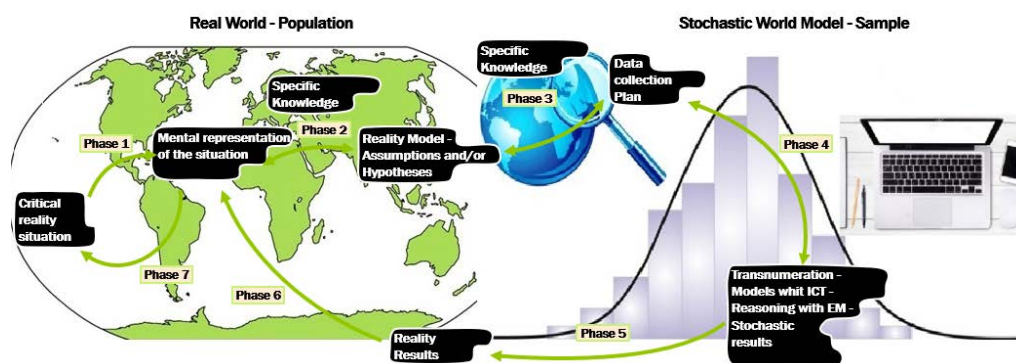 Real World - Population
Stochastic World Model - Sample
Specific
Knowledge
Data
collection
Plan
Phase 3
Specific
Knowledge
Phase 2
Phase 1
Mental representation
of the situation
Reality Model -
Assumptions and/or
Hypotheses
Phase 4
Critical
reality
situation
Phase 7
Phase 6
Transnumeration -
Models whit ICT -
Reasoning with EM -
Stochastic
results
Phase 5
Reality
Results